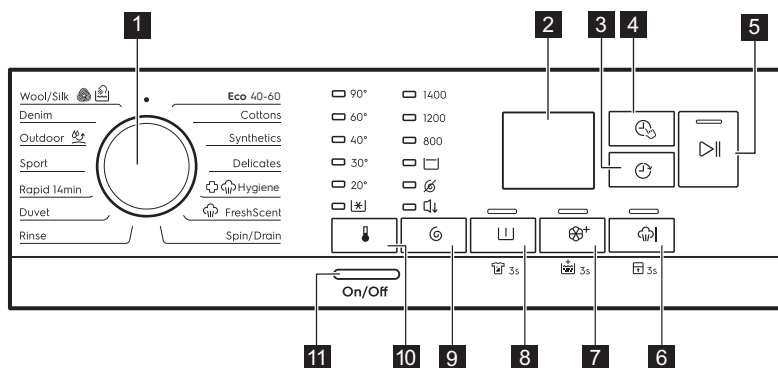 1
2
3
4
5
Wool/Silk
Denim
Outdoor
Sport
Rapid 14min
Duvet
Rinse
Eco 40-60
Cottons
Synthetics
Delicates
Hygiene
FreshScent
Spin/Drain
90° 1400
60° 1200
40° 800
30°
20°
3s
3s
3s
On/Off
11
10
9
8
7
6